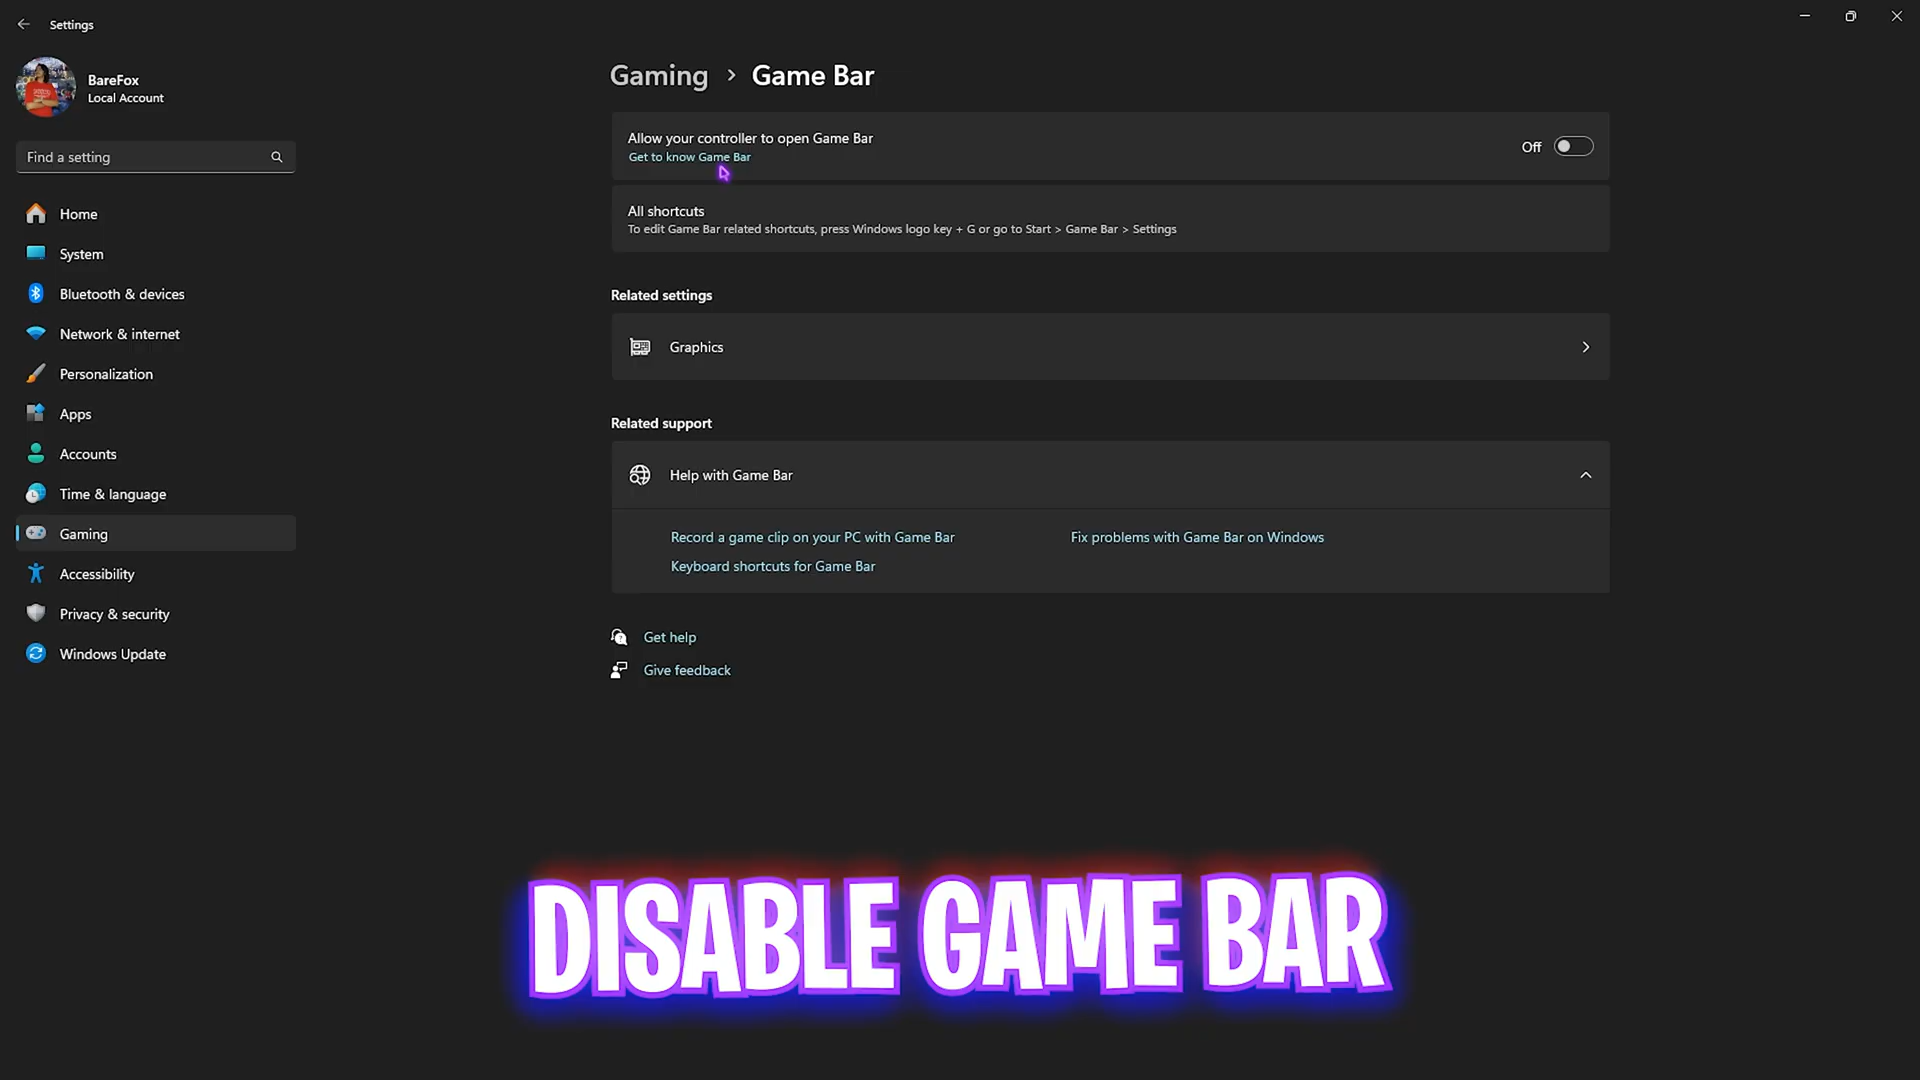 Settings
BareFox
Local Account
Find a setting
Home
System
Bluetooth & devices
Network & internet
Personalization
Apps
Accounts
Time & language
Gaming
Accessibility
Privacy & security
Windows Update
Gaming > Game Bar
Allow your controller to open Game Bar
Get to know Game Bar
Off
All shortcuts
To edit Game Bar related shortcuts, press Windows logo key + G or go to Start > Game Bar > Settings
Related settings
Graphics
Related support
Help with Game Bar
Record a game clip on your PC with Game Bar
Fix problems with Game Bar on Windows
Keyboard shortcuts for Game Bar
Get help
Give feedback
DISABLE GAME BAR